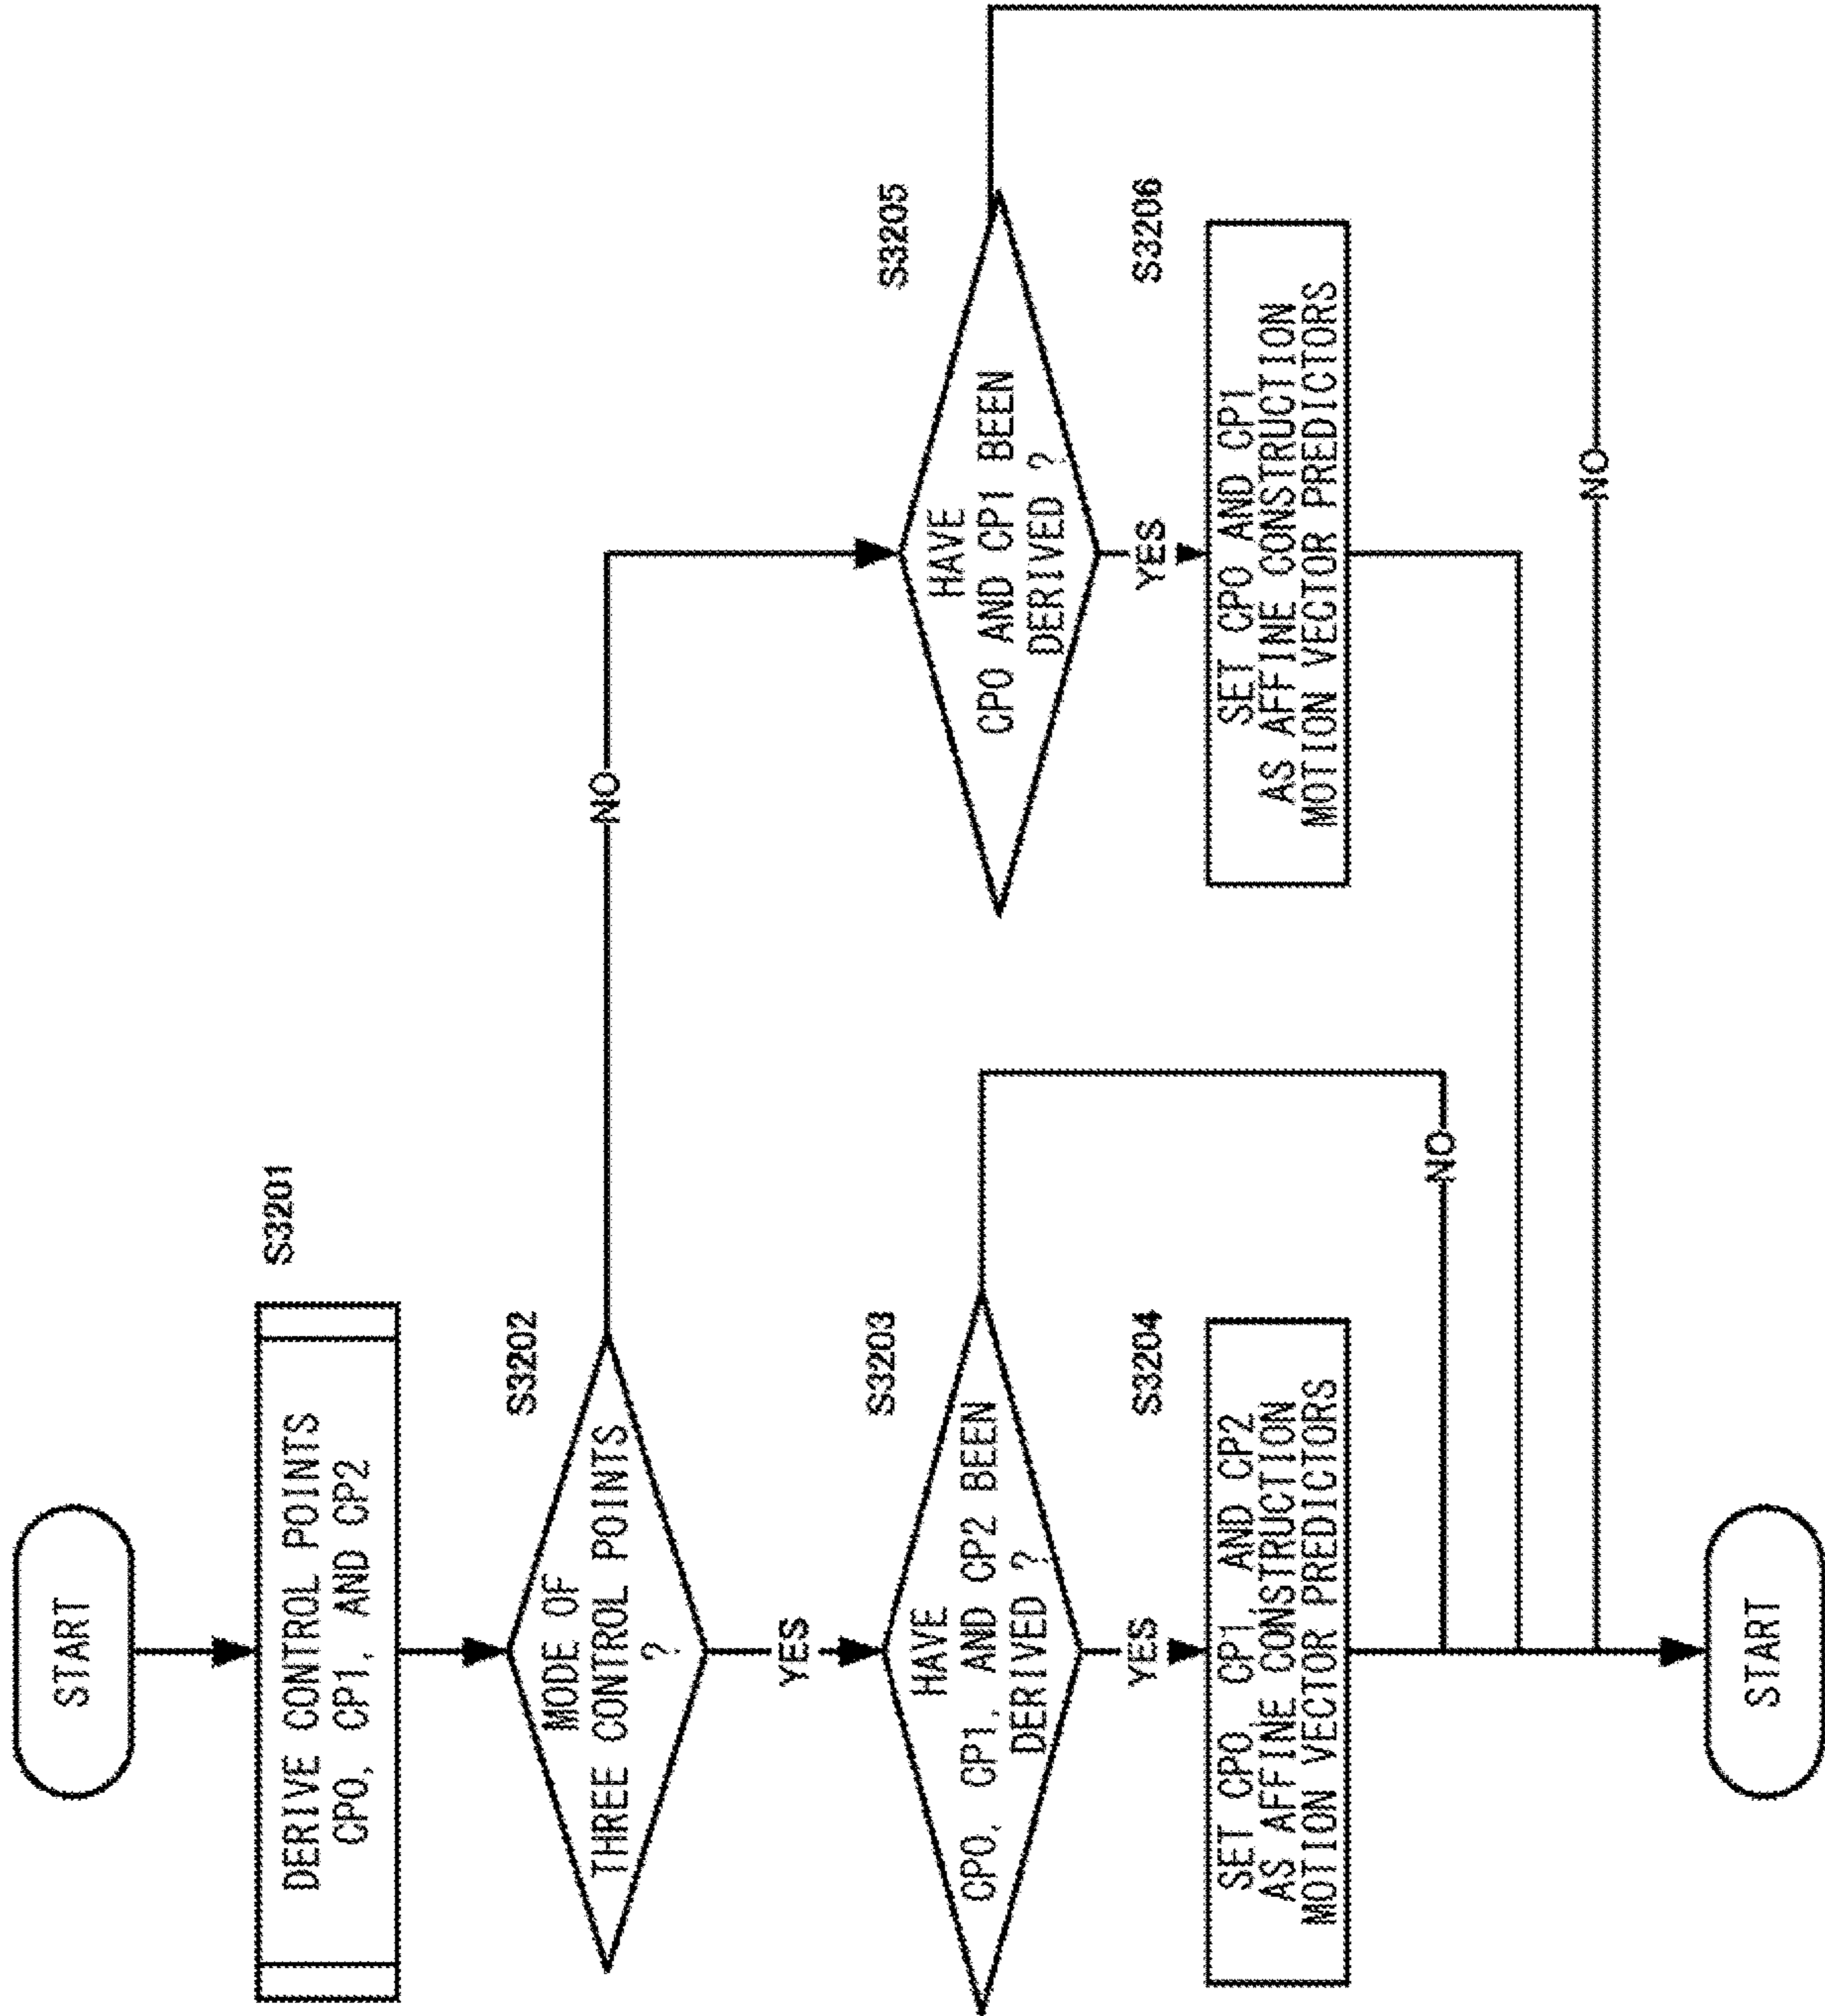 START
S3201
DERIVE CONTROL POINTS
CP0, CP1, AND CP2
S3202
MODE OF
THREE CONTROL POINTS
?
NO
YES
S3203
HAVE
CP0, CP1, AND CP2 BEEN
DERIVED ?
NO
YES
S3204
SET CP0, CP1, AND CP2
AS AFFINE CONSTRUCTION
MOTION VECTOR PREDICTORS
S3205
HAVE
CP0 AND CP1 BEEN
DERIVED ?
NO
YES
S3206
SET CP0 AND CP1
AS AFFINE CONSTRUCTION
MOTION VECTOR PREDICTORS
START